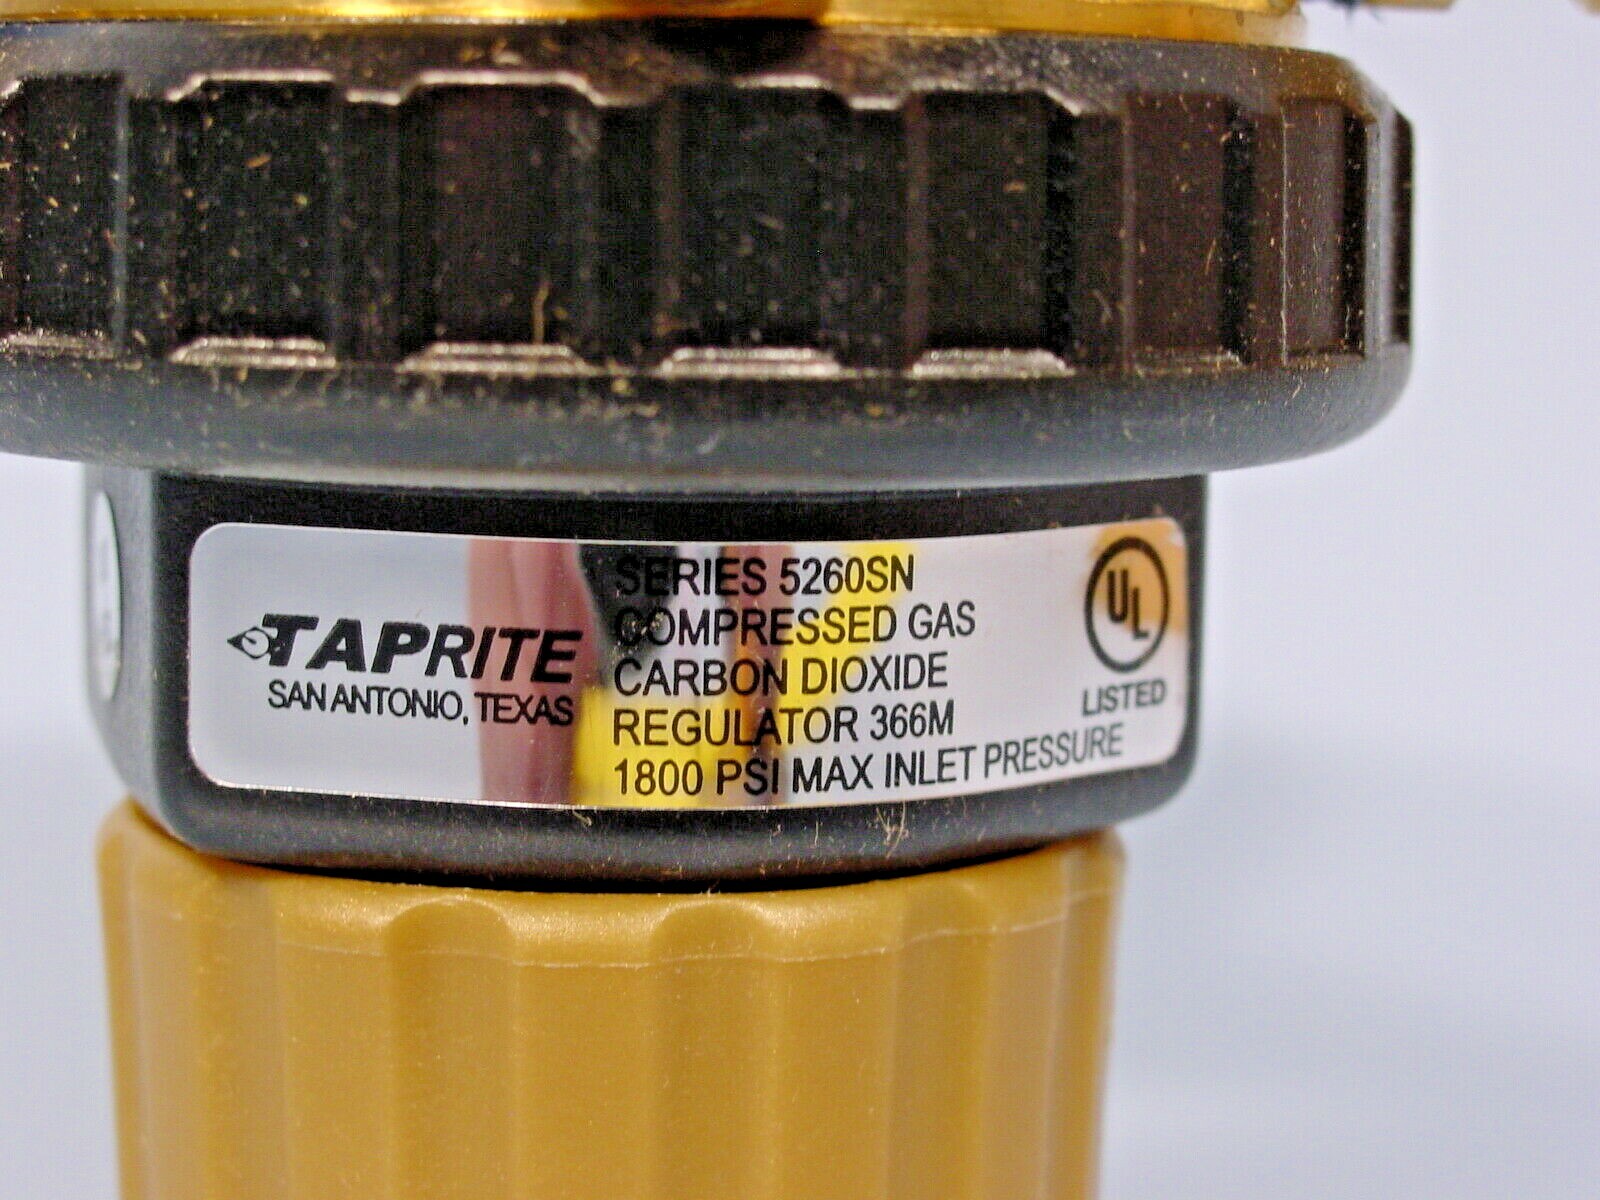 TAPRITE
SAN ANTONIO, TEXAS
SERIES 5260SN
COMPRESSED GAS
CARBON DIOXIDE
REGULATOR 366M
1800 PSI MAX INLET PRESSURE
UL
LISTED